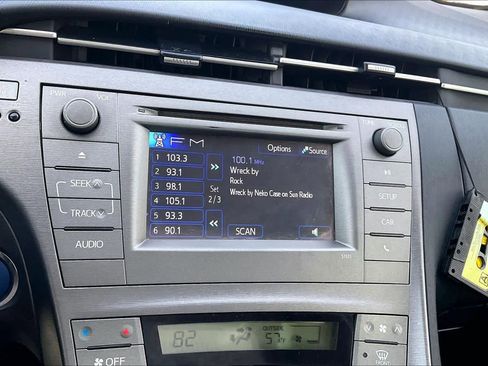 PWR VOL
FM
Options Source
1 103.3
2 93.1
3 98.1
4 105.1
5 93.3
6 90.1
Set
2/3
100.1 MHz
Wreck by
Rock
Wreck by Neko Case on Sun Radio
SCAN
SEEK
TRACK
AUDIO
SETUP
CAR
82
OUTSIDE
57°F
OFF
FRONT